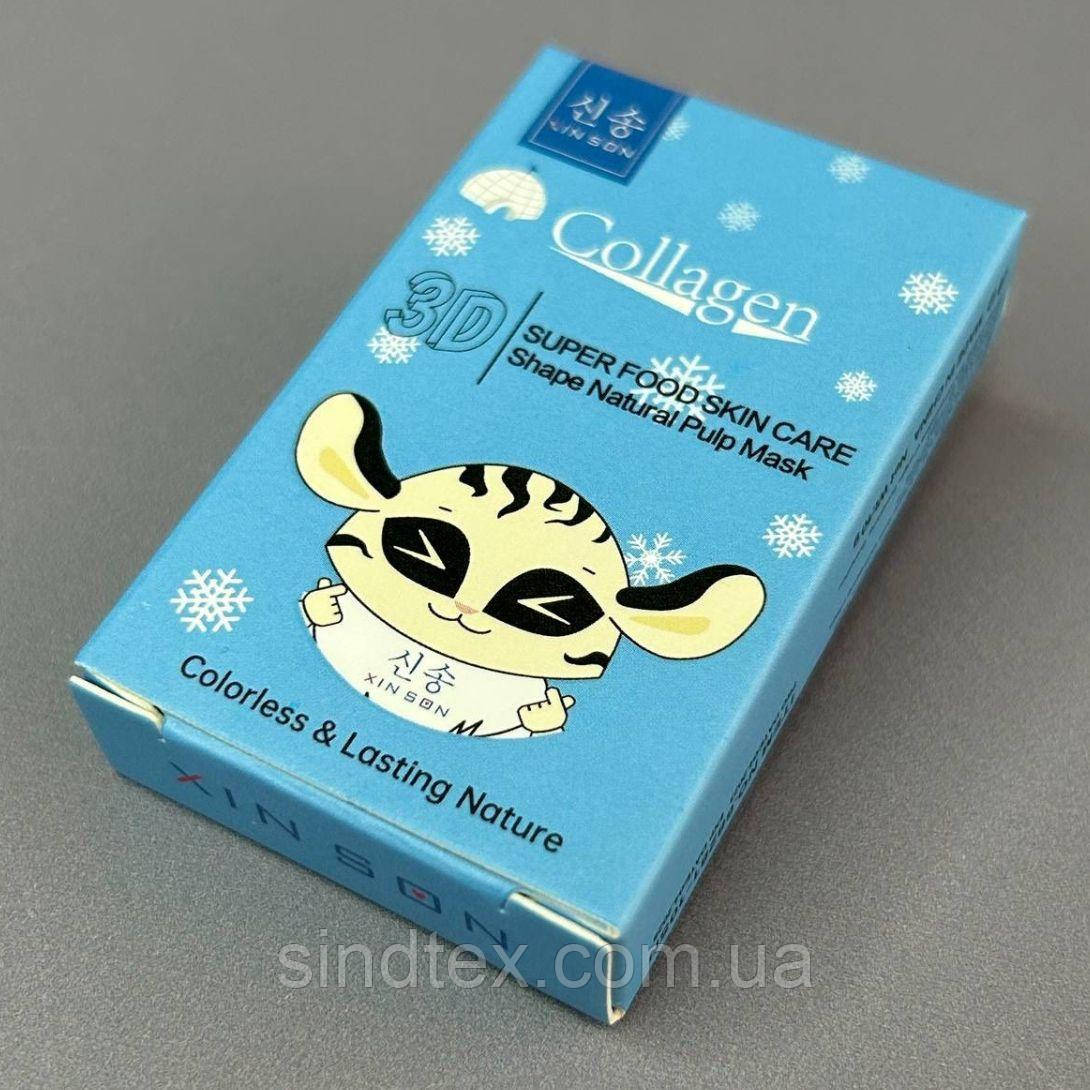 신송
XIN SON
Collagen
3D
SUPER FOOD SKIN CARE
Shape Natural Pulp Mask
신송
XIN SON
Colorless & Lasting Nature
XIN SON
sindtex.com.ua